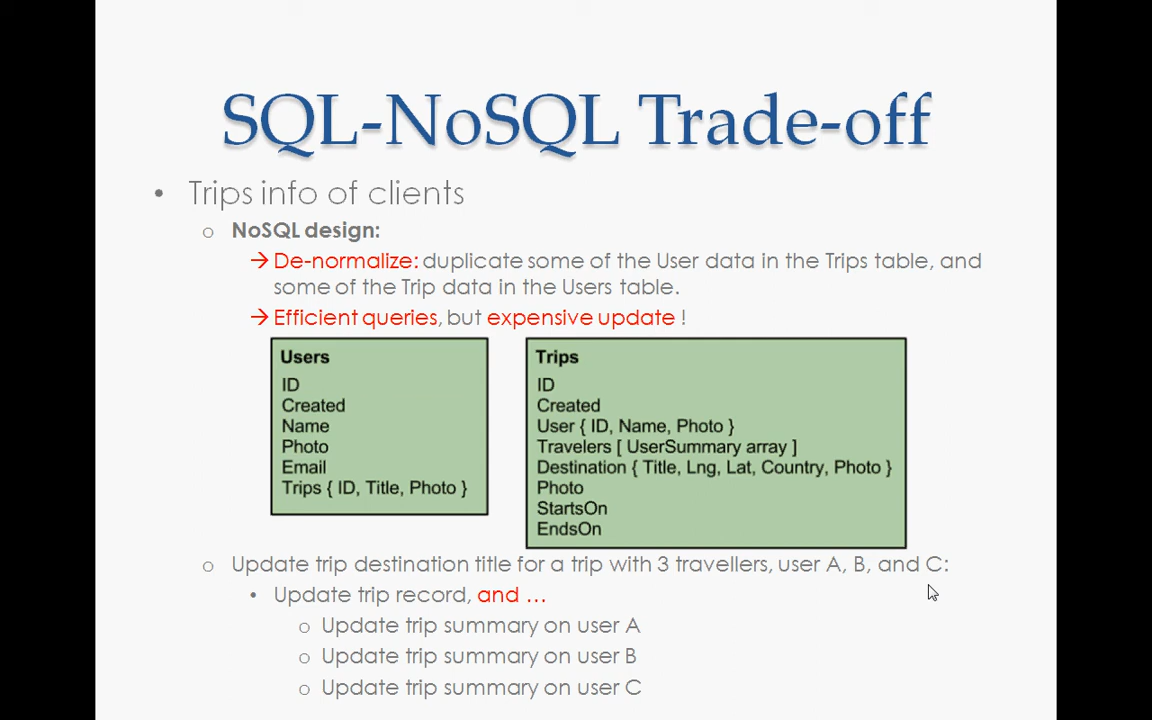 SQL-NoSQL Trade-off
• Trips info of clients
o NoSQL design:
→ De-normalize: duplicate some of the User data in the Trips table, and
some of the Trip data in the Users table.
→ Efficient queries, but expensive update !
Users
ID
Created
Name
Photo
Email
Trips { ID, Title, Photo }
Trips
ID
Created
User { ID, Name, Photo }
Travelers [ UserSummary array ]
Destination { Title, Lng, Lat, Country, Photo }
Photo
StartsOn
EndsOn
o Update trip destination title for a trip with 3 travellers, user A, B, and C:
• Update trip record, and …
o Update trip summary on user A
o Update trip summary on user B
o Update trip summary on user C